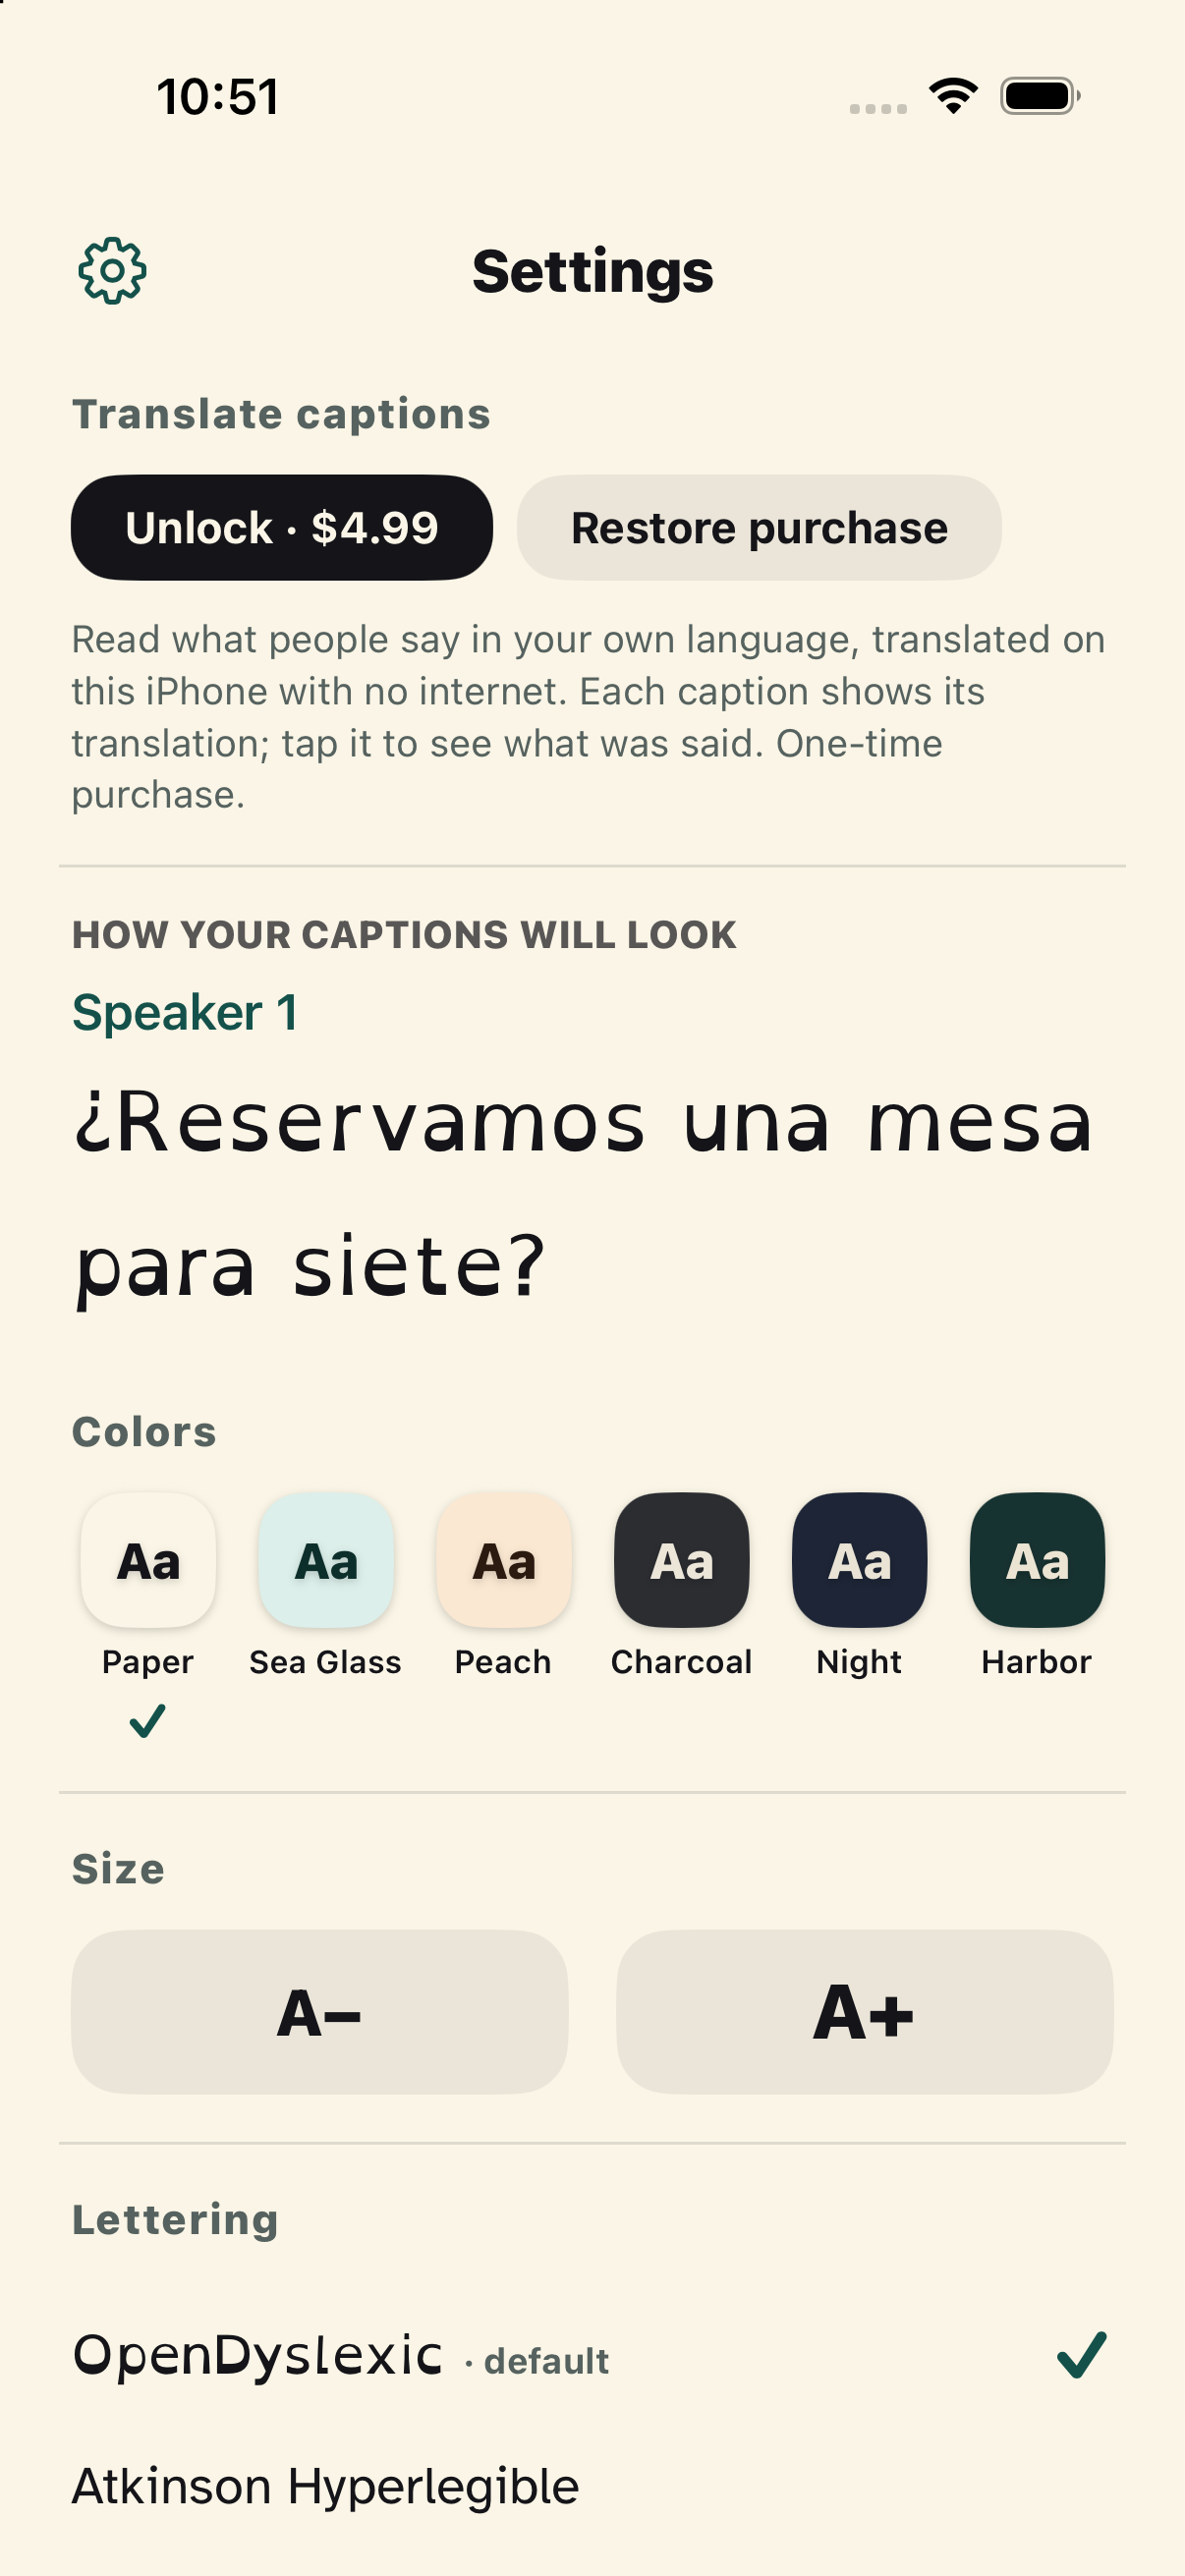 10:51
Settings
Translate captions
Unlock · $4.99
Restore purchase
Read what people say in your own language, translated on
this iPhone with no internet. Each caption shows its
translation; tap it to see what was said. One-time
purchase.
HOW YOUR CAPTIONS WILL LOOK
Speaker 1
¿Reservamos una mesa
para siete?
Colors
Aa Aa Aa Aa Aa Aa
Paper Sea Glass Peach Charcoal Night Harbor
Size
A– A+
Lettering
OpenDyslexic · default
Atkinson Hyperlegible